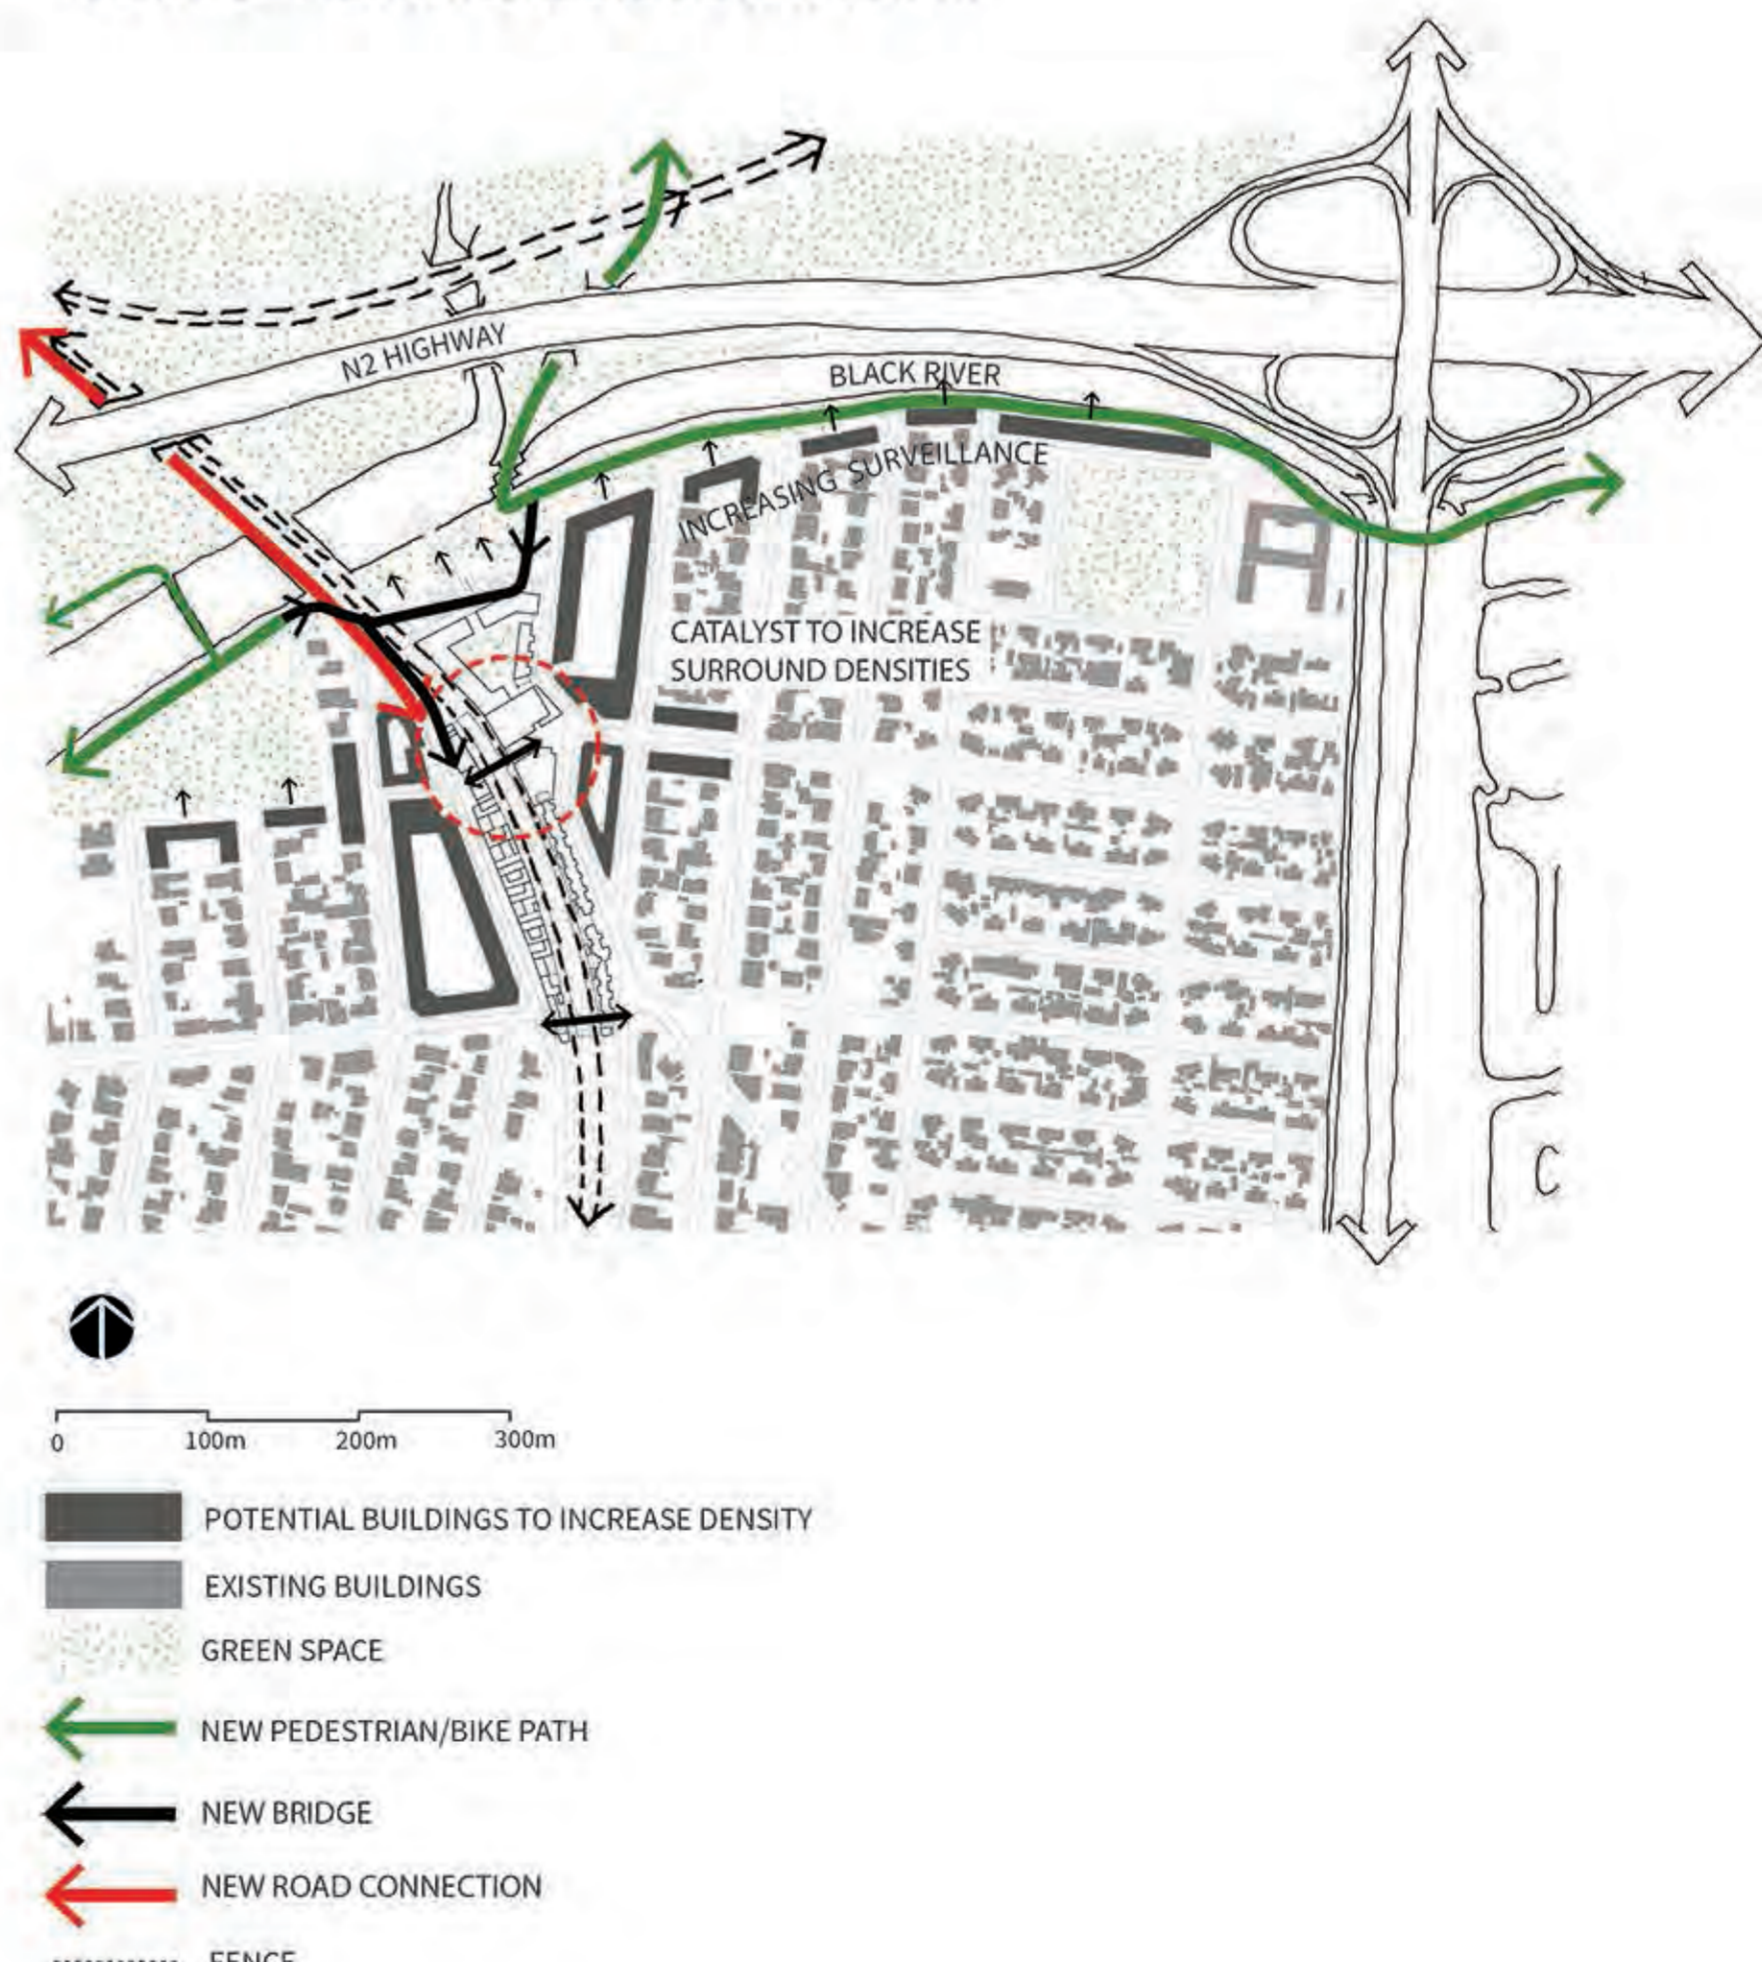 N2 HIGHWAY
BLACK RIVER
INCREASING SURVEILLANCE
CATALYST TO INCREASE
SURROUND DENSITIES
0 100m 200m 300m
POTENTIAL BUILDINGS TO INCREASE DENSITY
EXISTING BUILDINGS
GREEN SPACE
NEW PEDESTRIAN/BIKE PATH
NEW BRIDGE
NEW ROAD CONNECTION
FENCE